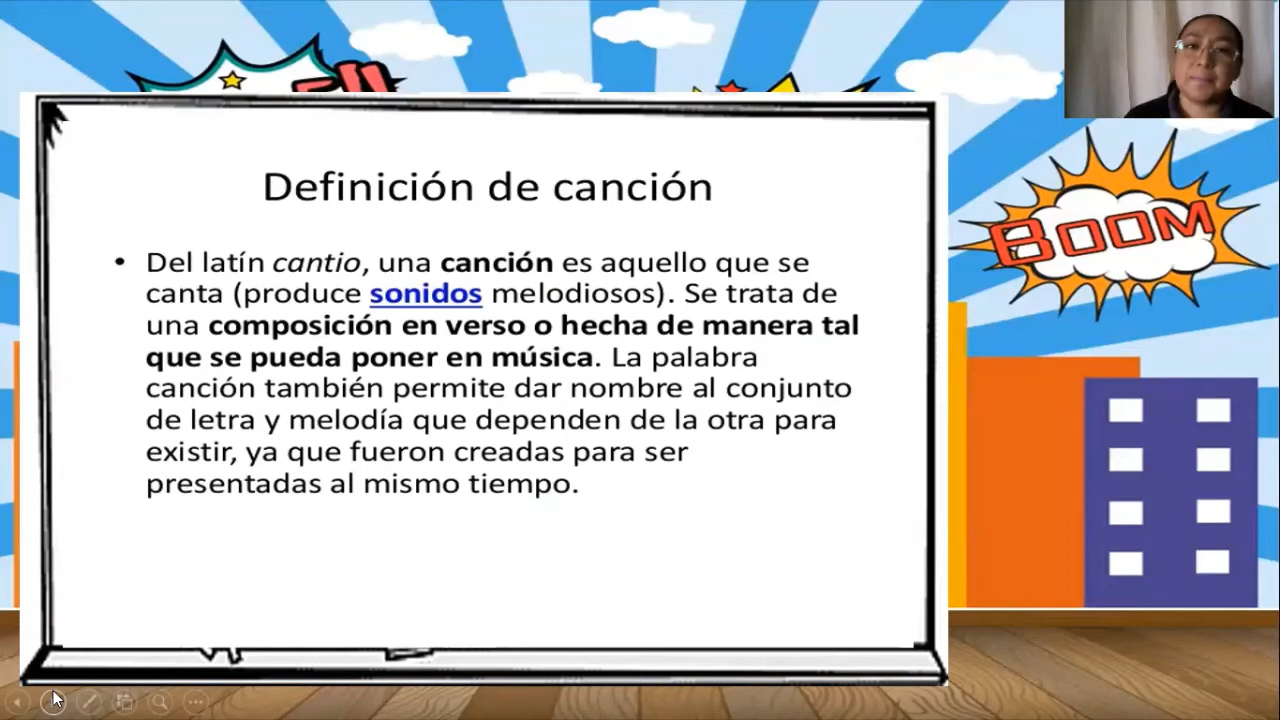 BOOM
Definición de canción
• Del latín cantio, una canción es aquello que se
canta (produce sonidos melodiosos). Se trata de
una composición en verso o hecha de manera tal
que se pueda poner en música. La palabra
canción también permite dar nombre al conjunto
de letra y melodía que dependen de la otra para
existir, ya que fueron creadas para ser
presentadas al mismo tiempo.